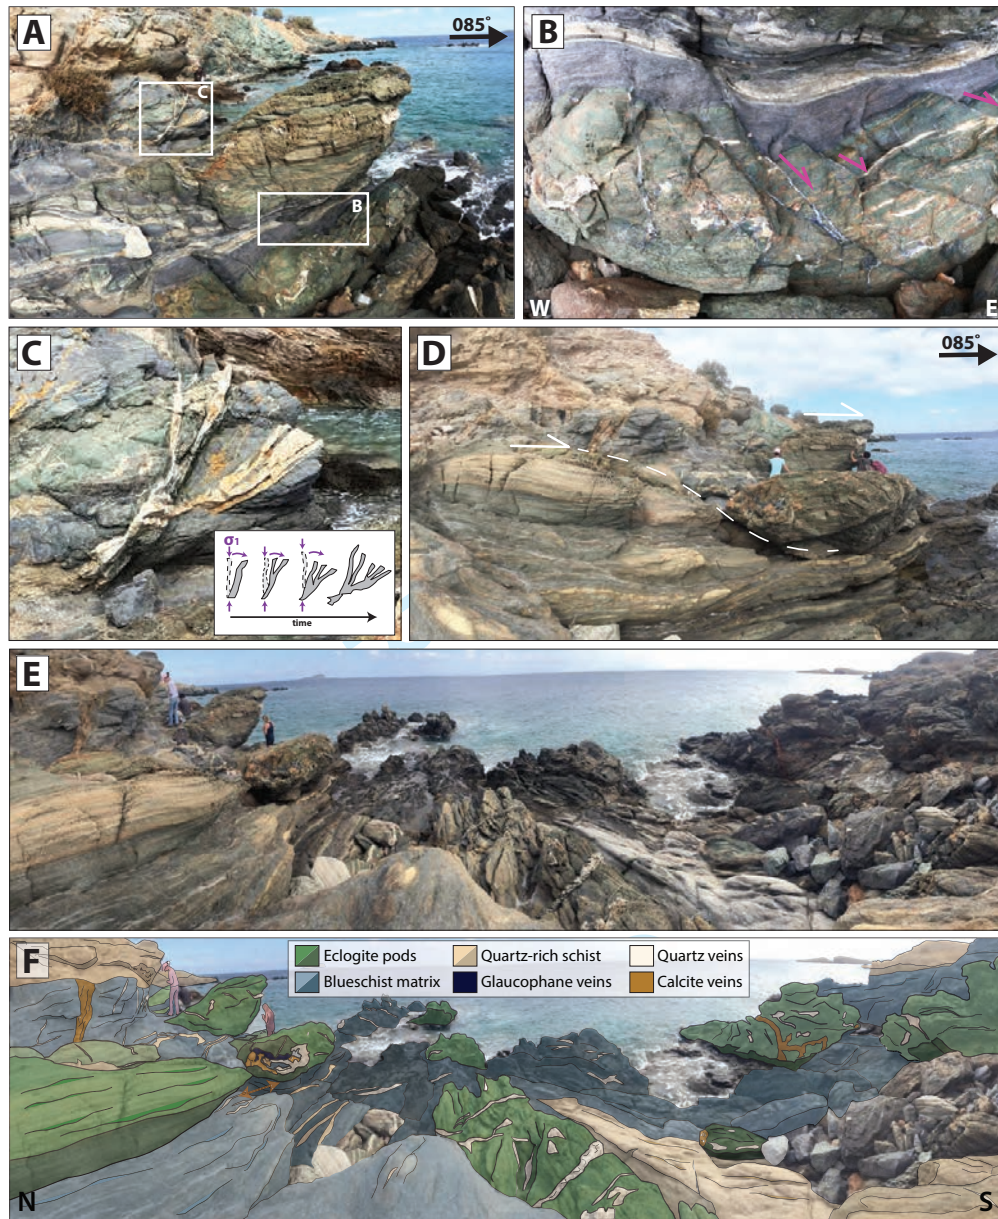 A
085°
C
B
B
W
E
C
σ1
time
D
085°
E
F
Eclogite pods
Quartz-rich schist
Quartz veins
Blueschist matrix
Glaucophane veins
Calcite veins
N
S